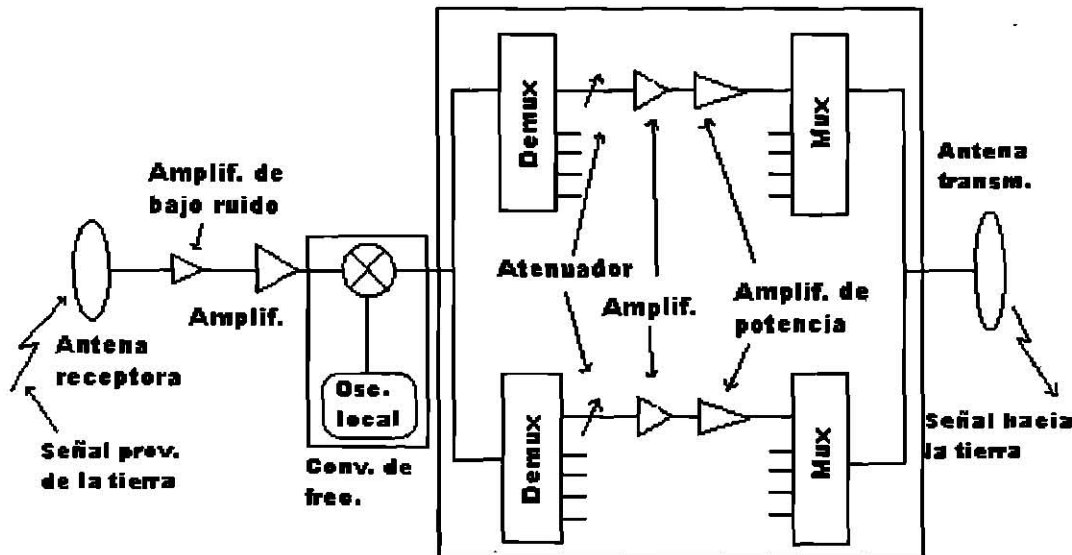 Amplif. de
bajo ruido
Amplif.
Antena
receptora
Señal prov.
de la tierra
Osc.
local
Conv. de
frec.
Demux
Mux
Atenuador
Amplif.
Amplif. de
potencia
Demux
Mux
Antena
transm.
Señal hacia
la tierra